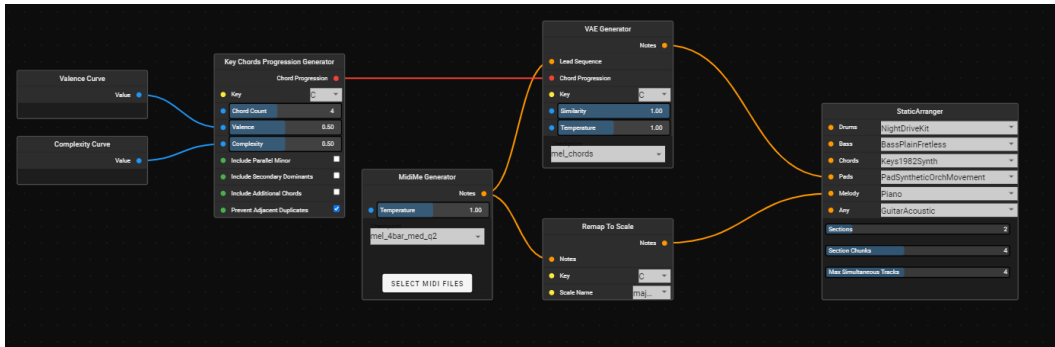 Valence Curve
Value
Complexity Curve
Value
Key Chords Progression Generator
Chord Progression
Key C
Chord Count 4
Valence 0.50
Complexity 0.50
Include Parallel Minor
Include Secondary Dominants
Include Additional Chords
Prevent Adjacent Duplicates
MidiMe Generator
Notes
Temperature 1.00
mel_4bar_med_q2
SELECT MIDI FILES
VAE Generator
Notes
Lead Sequence
Chord Progression
Key C
Similarity 1.00
Temperature 1.00
mel_chords
Remap To Scale
Notes
Notes
Key C
Scale Name maj...
StaticArranger
Drums NightDriveKit
Bass BassPlainFretless
Chords Keys1982Synth
Pads PadSyntheticOrchMovement
Melody Piano
Any GuitarAcoustic
Sections 2
Section Chunks 4
Max Simultaneous Tracks 4